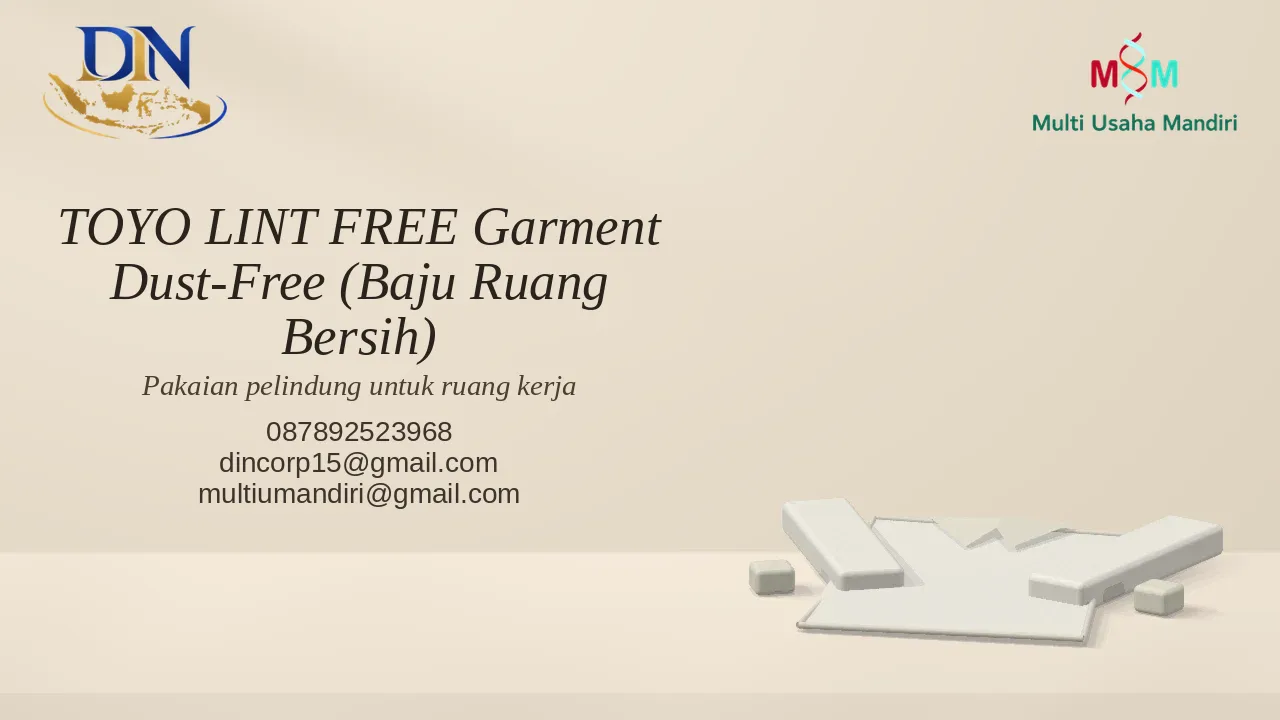 DIN
M M
Multi Usaha Mandiri
TOYO LINT FREE Garment
Dust-Free (Baju Ruang
Bersih)
Pakaian pelindung untuk ruang kerja
087892523968
dincorp15@gmail.com
multiumandiri@gmail.com